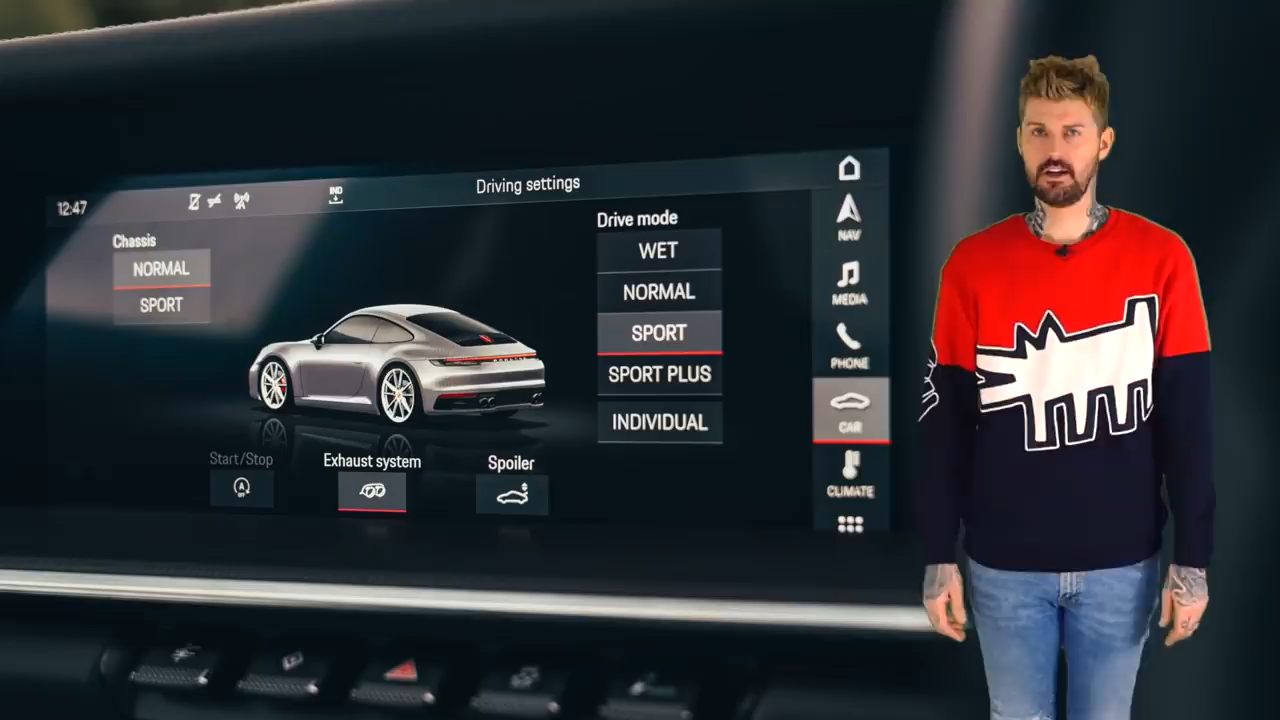 12:47
IND
Driving settings
Chassis
NORMAL
SPORT
Drive mode
WET
NORMAL
SPORT
SPORT PLUS
INDIVIDUAL
Start/Stop
A
OFF
Exhaust system
Spoiler
NAV
MEDIA
PHONE
CAR
CLIMATE